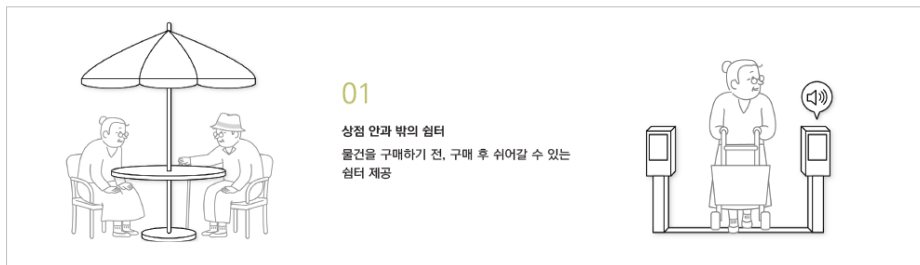 01
상점 안과 밖의 쉼터
물건을 구매하기 전, 구매 후 쉬어갈 수 있는
쉼터 제공